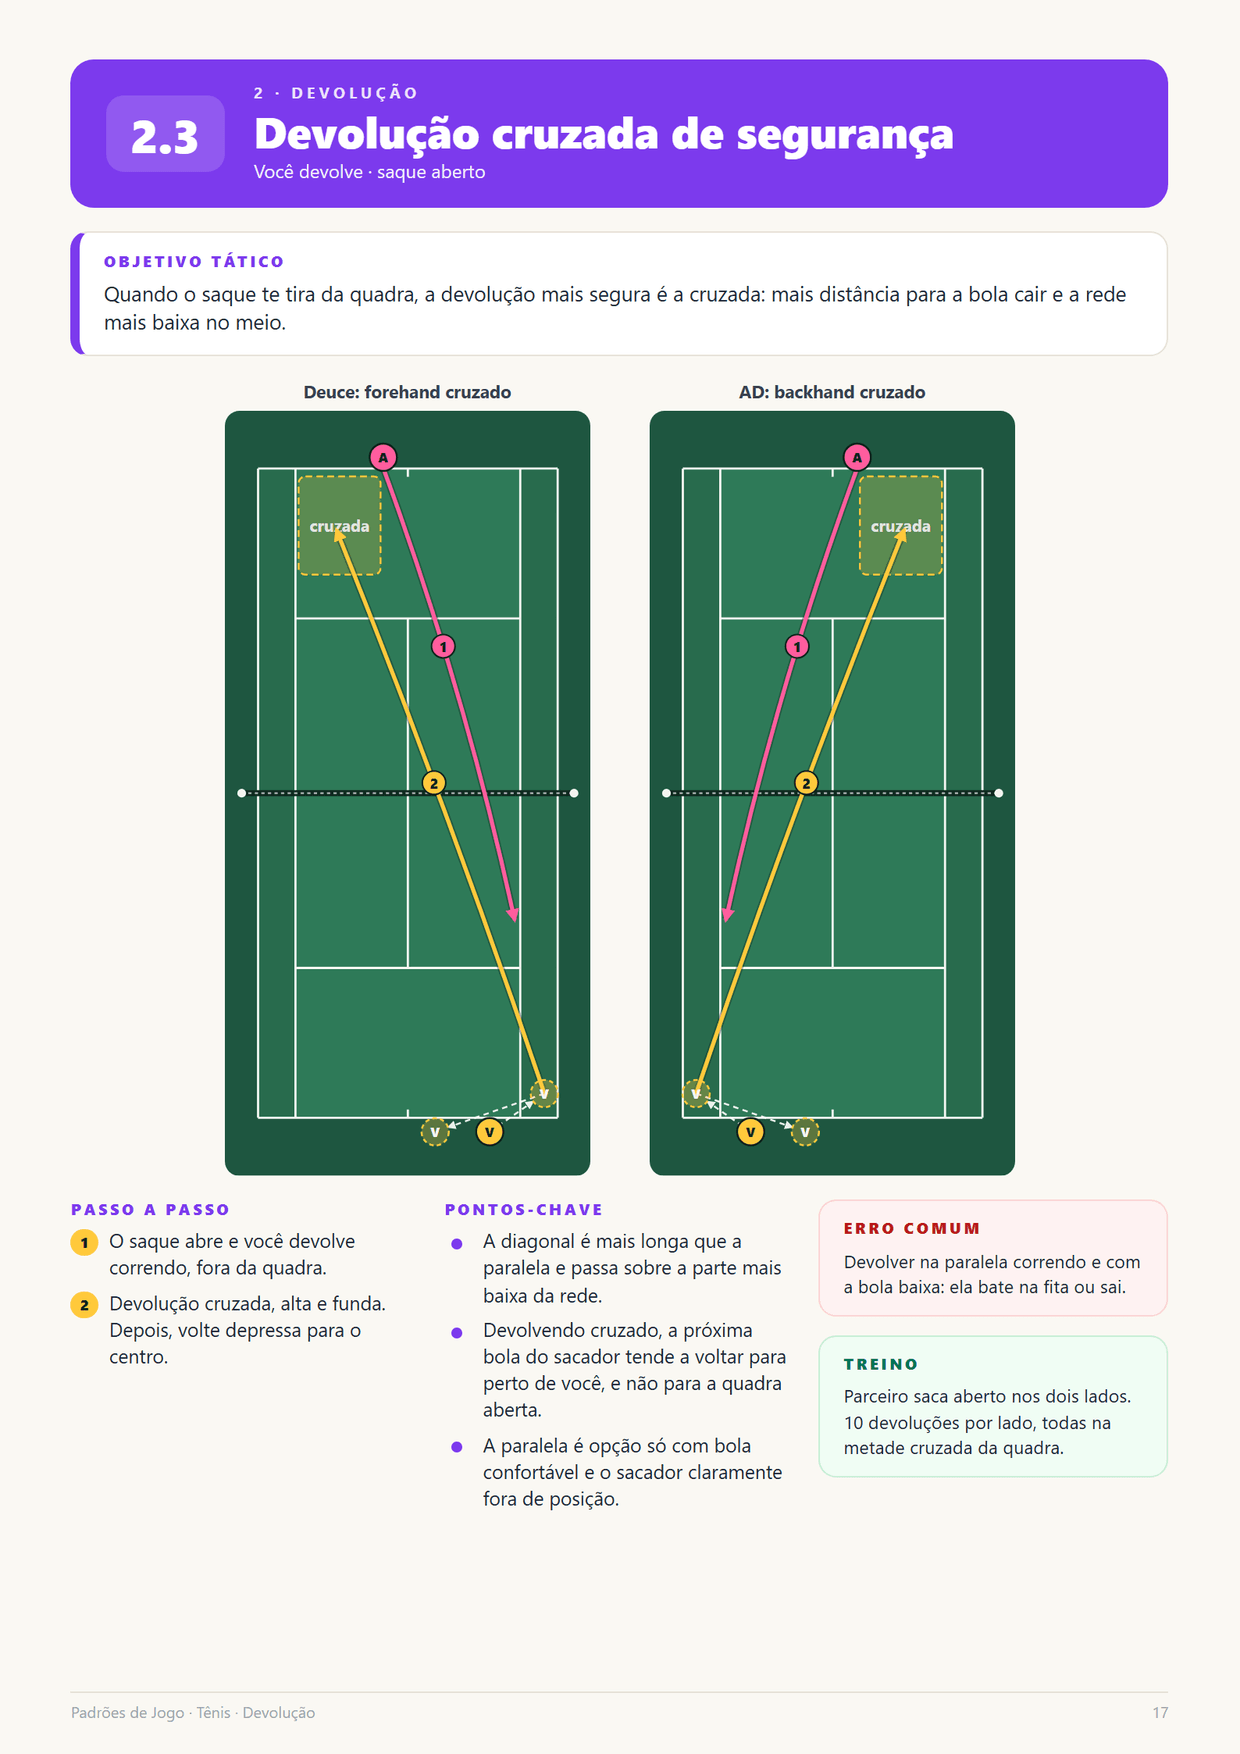 2 · DEVOLUÇÃO
2.3
Devolução cruzada de segurança
Você devolve · saque aberto
OBJETIVO TÁTICO
Quando o saque te tira da quadra, a devolução mais segura é a cruzada: mais distância para a bola cair e a rede
mais baixa no meio.
Deuce: forehand cruzado
A
cruzada
1
2
V
V
V
AD: backhand cruzado
A
cruzada
1
2
V
V
V
PASSO A PASSO
1 O saque abre e você devolve
correndo, fora da quadra.
2 Devolução cruzada, alta e funda.
Depois, volte depressa para o
centro.
PONTOS-CHAVE
A diagonal é mais longa que a
paralela e passa sobre a parte mais
baixa da rede.
Devolvendo cruzado, a próxima
bola do sacador tende a voltar para
perto de você, e não para a quadra
aberta.
A paralela é opção só com bola
confortável e o sacador claramente
fora de posição.
ERRO COMUM
Devolver na paralela correndo e com
a bola baixa: ela bate na fita ou sai.
TREINO
Parceiro saca aberto nos dois lados.
10 devoluções por lado, todas na
metade cruzada da quadra.
Padrões de Jogo · Tênis · Devolução
17